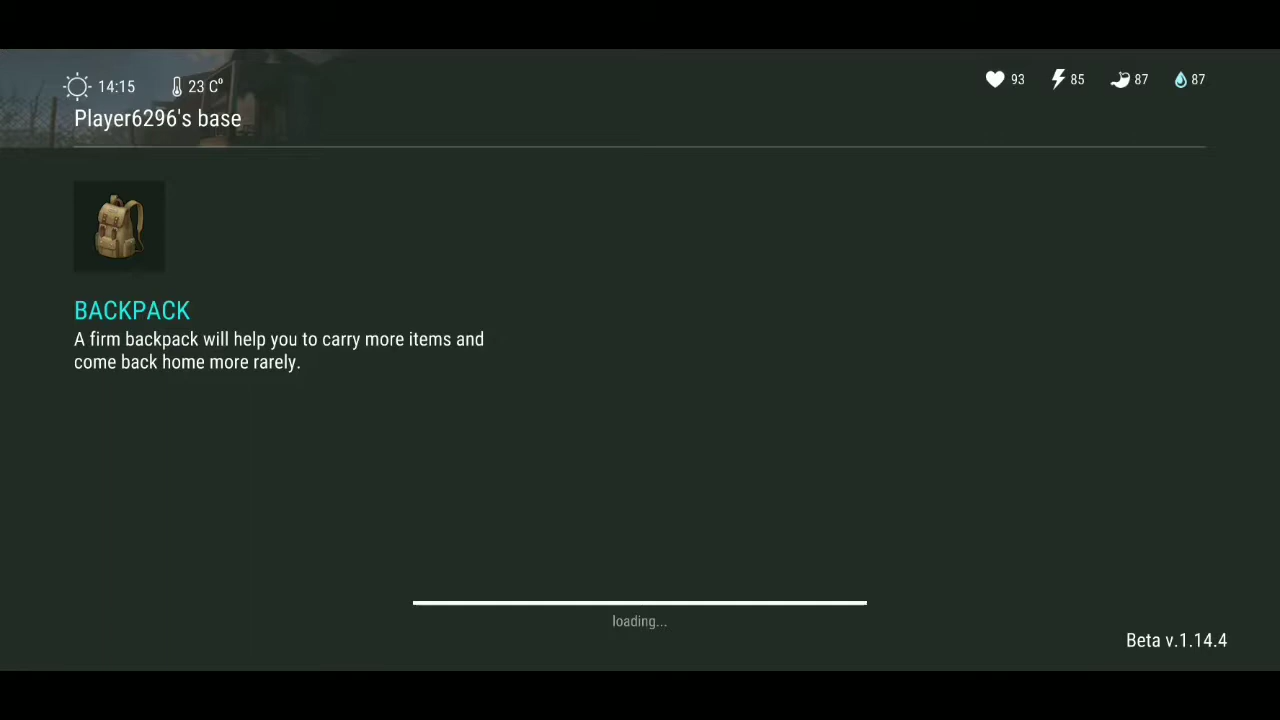 14:15 23 C° 93 85 87 87
Player6296's base
BACKPACK
A firm backpack will help you to carry more items and
come back home more rarely.
loading...
Beta v.1.14.4